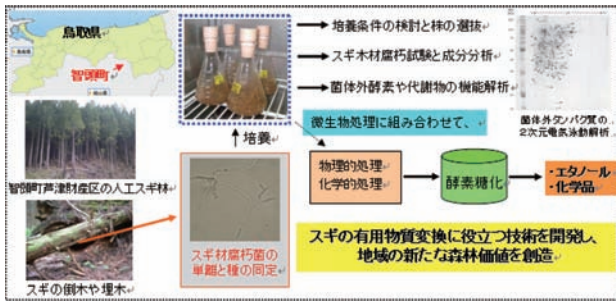 鳥取県
智頭町
智頭町芦津財産区の人工スギ林
スギの倒木や埋木
培養
スギ材腐朽菌の
単離と種の同定
培養条件の検討と株の選抜
スギ木材腐朽試験と成分分析
菌体外酵素や代謝物の機能解析
菌体外タンパク質の
2次元電気泳動解析
微生物処理に組み合わせて、
物理的処理
化学的処理
酵素糖化
・エタノール
・化学品
スギの有用物質変換に役立つ技術を開発し、
地域の新たな森林価値を創造